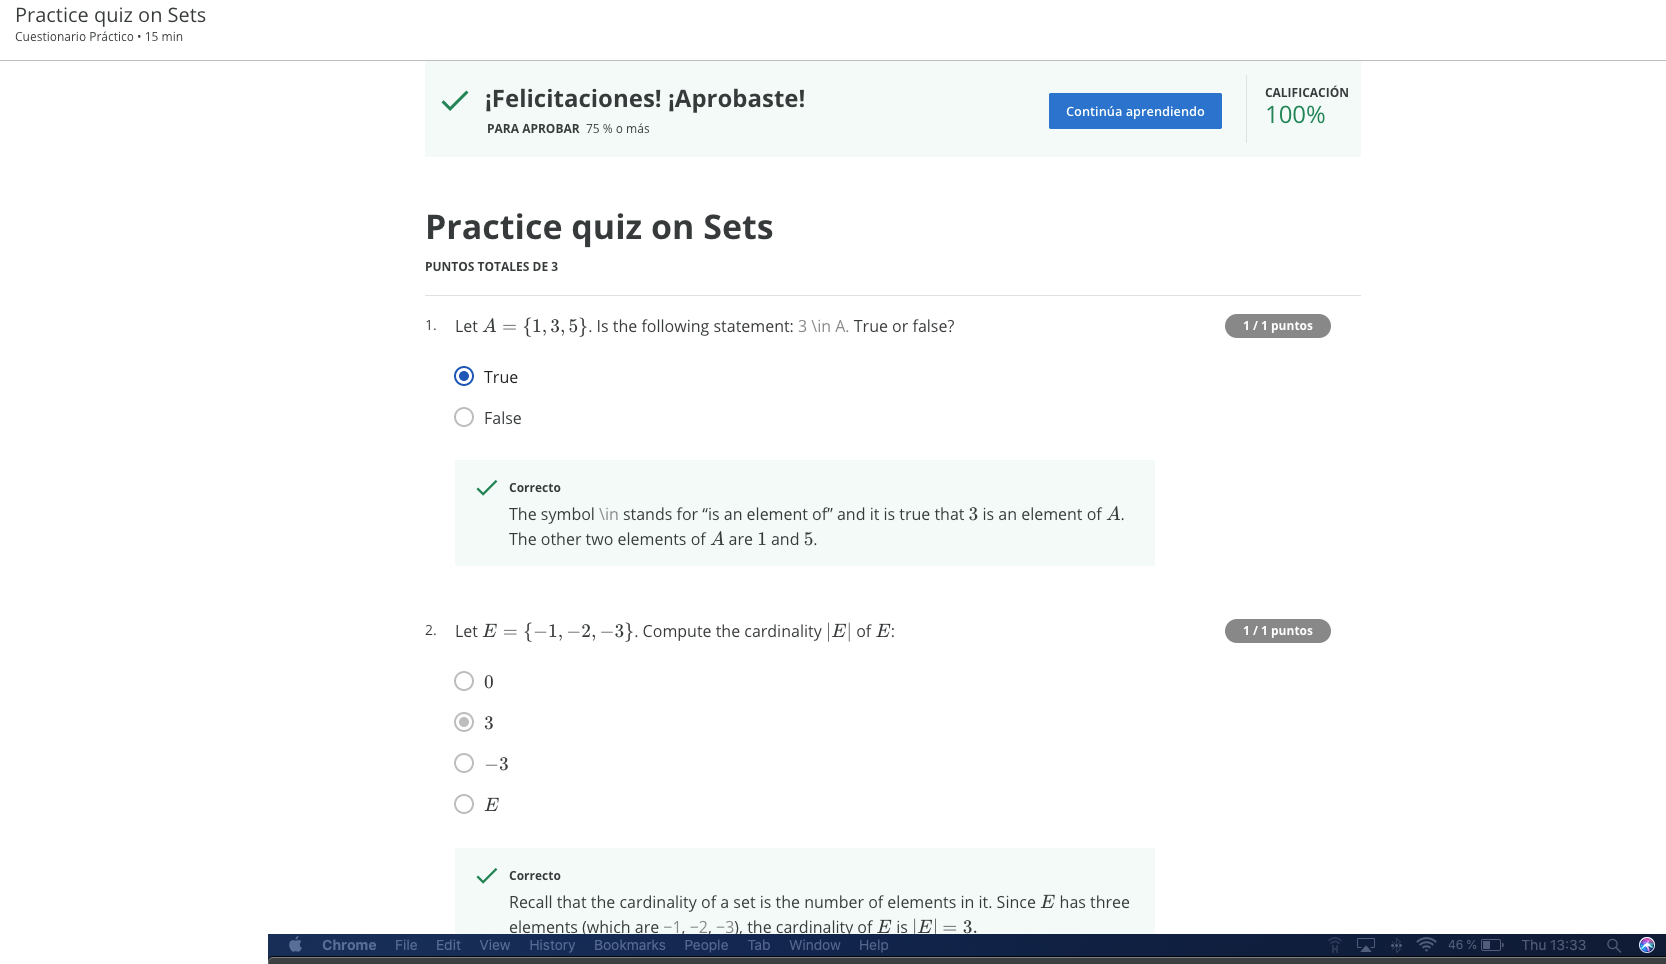 Practice quiz on Sets
Cuestionario Práctico • 15 min
¡Felicitaciones! ¡Aprobaste!
PARA APROBAR 75 % o más
Continúa aprendiendo
CALIFICACIÓN
100%
Practice quiz on Sets
PUNTOS TOTALES DE 3
1. Let A = {1, 3, 5}. Is the following statement: 3 \in A. True or false?
1 / 1 puntos
True
False
Correcto
The symbol \in stands for “is an element of” and it is true that 3 is an element of A.
The other two elements of A are 1 and 5.
2. Let E = {−1, −2, −3}. Compute the cardinality |E| of E:
1 / 1 puntos
0
3
−3
E
Correcto
Recall that the cardinality of a set is the number of elements in it. Since E has three
elements (which are −1, −2, −3), the cardinality of E is |E| = 3.
Chrome File Edit View History Bookmarks People Tab Window Help 46 % Thu 13:33